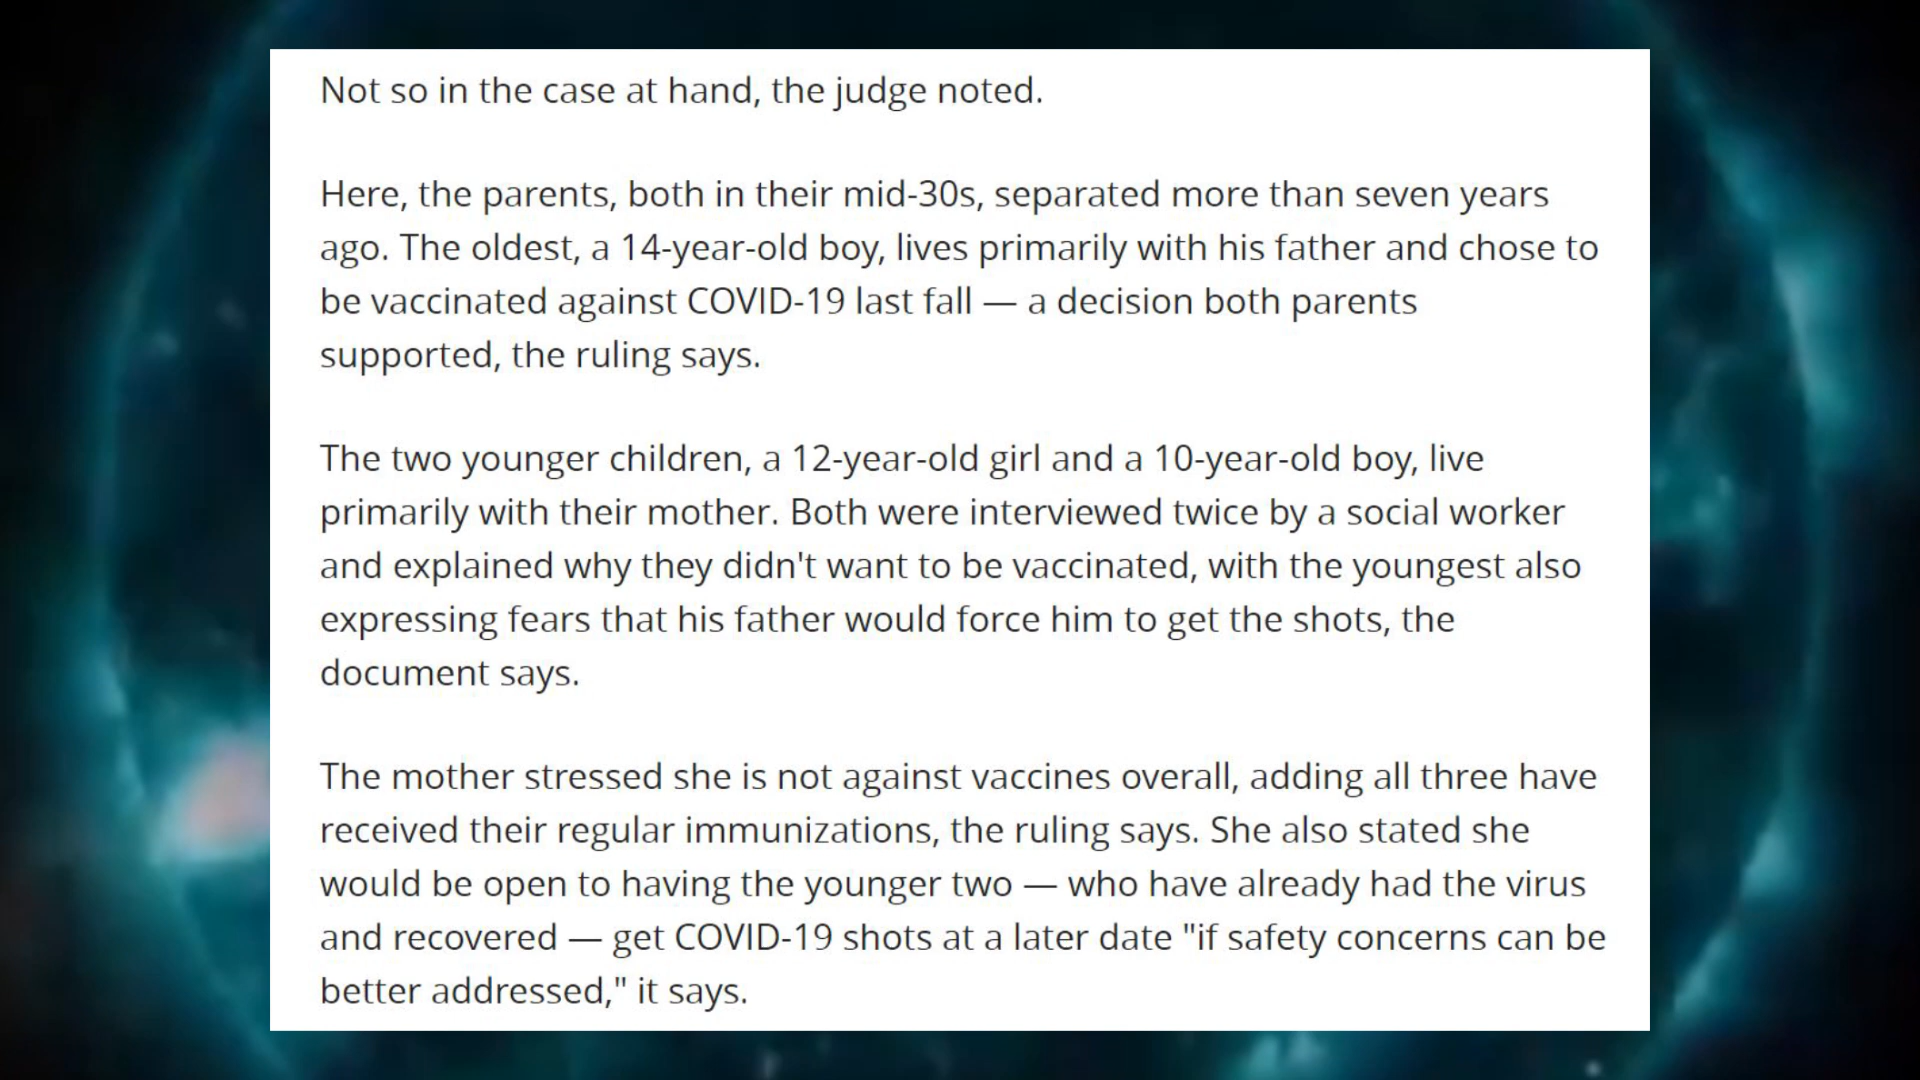 Not so in the case at hand, the judge noted.
Here, the parents, both in their mid-30s, separated more than seven years
ago. The oldest, a 14-year-old boy, lives primarily with his father and chose to
be vaccinated against COVID-19 last fall — a decision both parents
supported, the ruling says.
The two younger children, a 12-year-old girl and a 10-year-old boy, live
primarily with their mother. Both were interviewed twice by a social worker
and explained why they didn't want to be vaccinated, with the youngest also
expressing fears that his father would force him to get the shots, the
document says.
The mother stressed she is not against vaccines overall, adding all three have
received their regular immunizations, the ruling says. She also stated she
would be open to having the younger two — who have already had the virus
and recovered — get COVID-19 shots at a later date "if safety concerns can be
better addressed," it says.